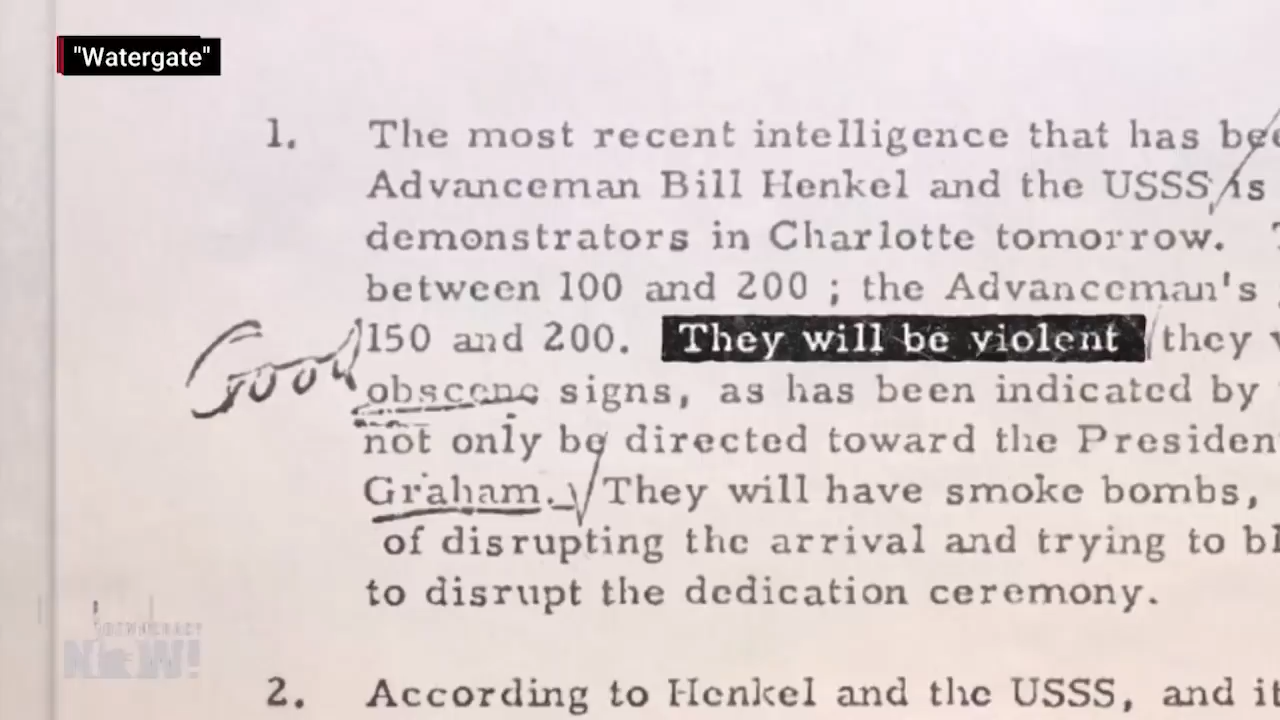 "Watergate"
1. The most recent intelligence that has
Advanceman Bill Henkel and the USSS, is
demonstrators in Charlotte tomorrow.
between 100 and 200 ; the Advanceman's
Good 150 and 200. They will be violent they
obscene signs, as has been indicated by
not only be directed toward the Presiden
Graham. They will have smoke bombs,
of disrupting the arrival and trying to bl
to disrupt the dedication ceremony.
DEMOCRACY
NOW!
2. According to Henkel and the USSS, and it